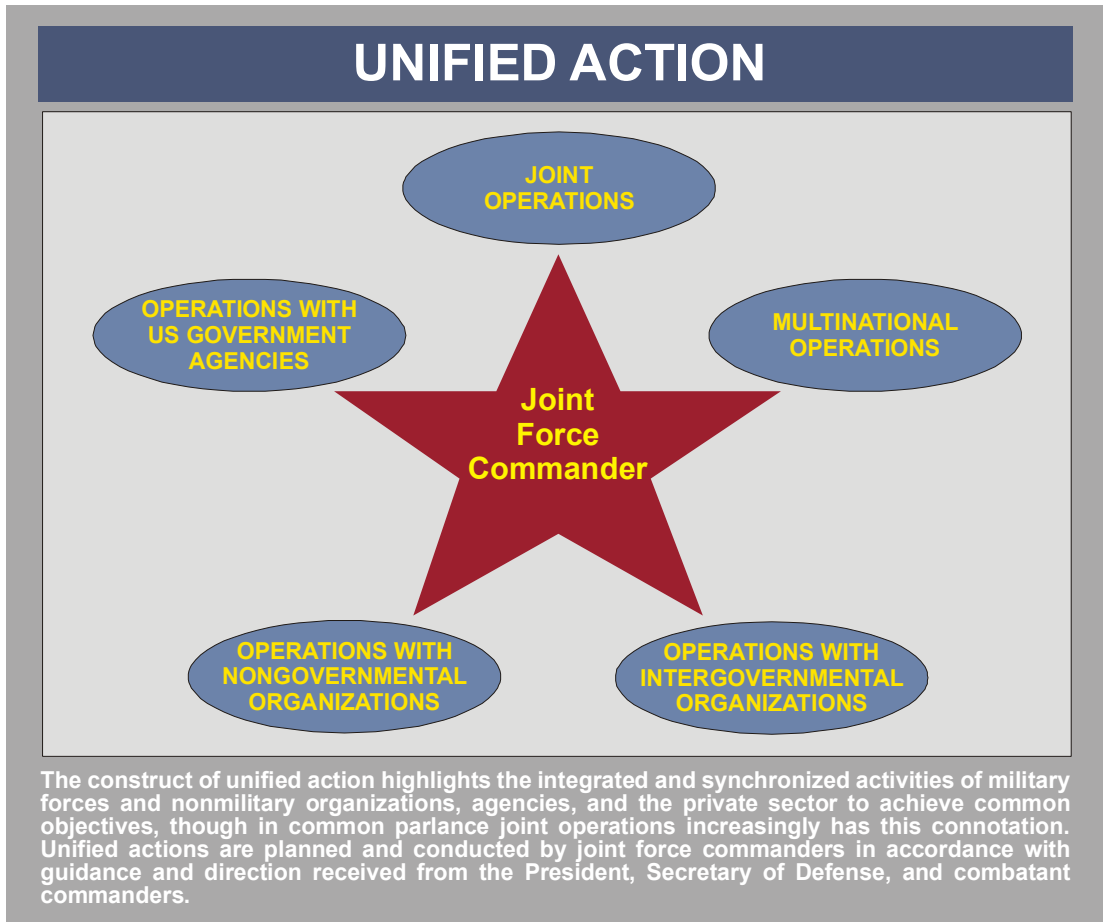 UNIFIED ACTION
JOINT
OPERATIONS
OPERATIONS WITH
US GOVERNMENT
AGENCIES
MULTINATIONAL
OPERATIONS
Joint
Force
Commander
OPERATIONS WITH
NONGOVERNMENTAL
ORGANIZATIONS
OPERATIONS WITH
INTERGOVERNMENTAL
ORGANIZATIONS
The construct of unified action highlights the integrated and synchronized activities of military
forces and nonmilitary organizations, agencies, and the private sector to achieve common
objectives, though in common parlance joint operations increasingly has this connotation.
Unified actions are planned and conducted by joint force commanders in accordance with
guidance and direction received from the President, Secretary of Defense, and combatant
commanders.